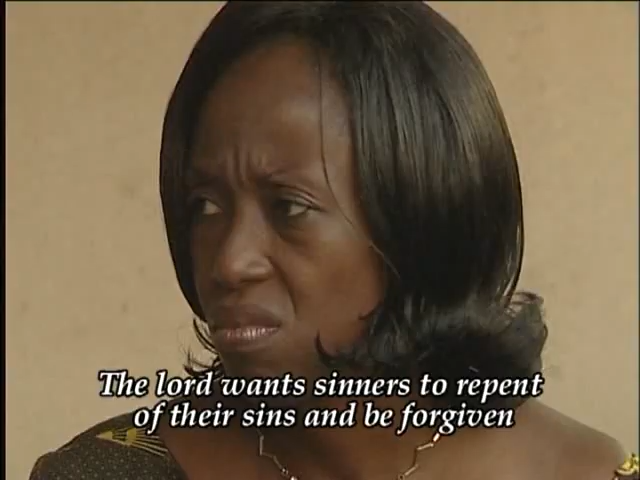 The lord wants sinners to repent
of their sins and be forgiven